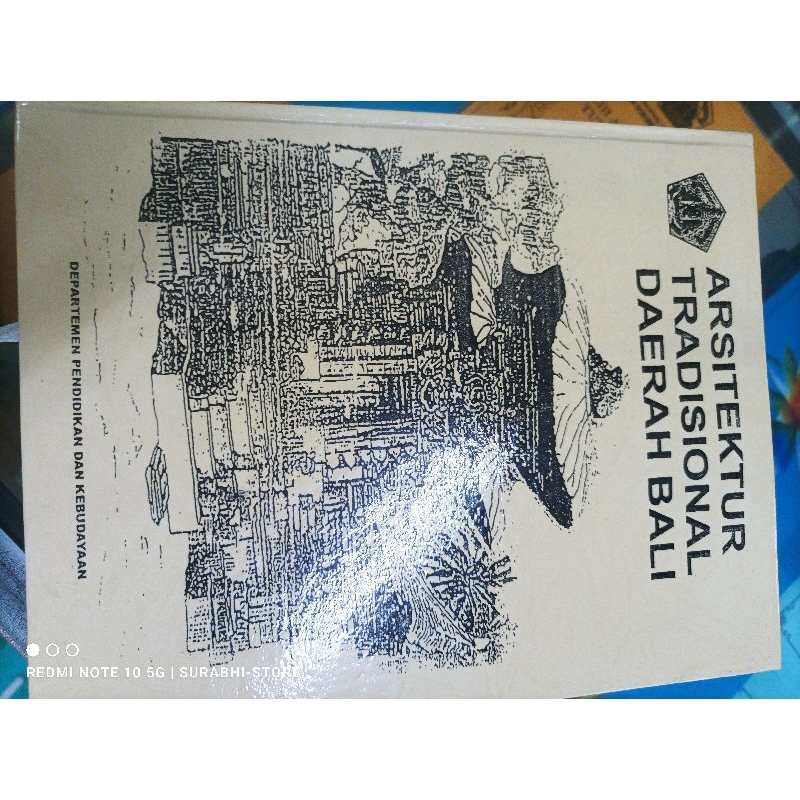 ARSITEKTUR
TRADISIONAL
DAERAH BALI
DEPARTEMEN PENDIDIKAN DAN KEBUDAYAAN
REDMI NOTE 10 5G | SURABHI-STORE